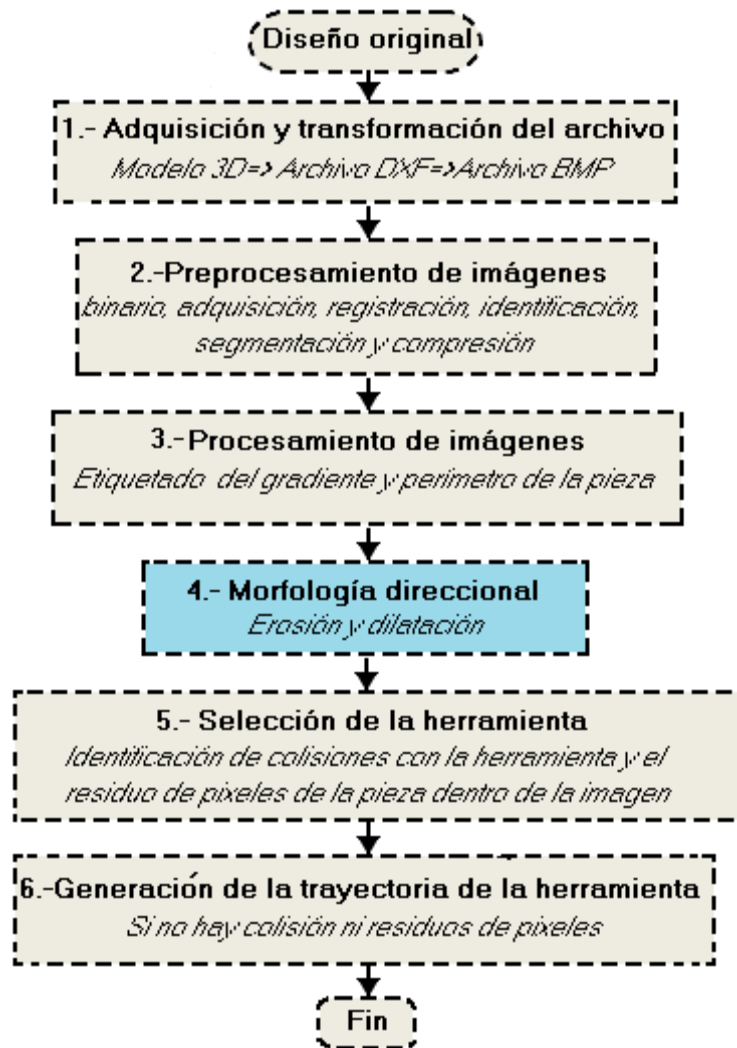 Diseño original
1.- Adquisición y transformación del archivo
Modelo 3D=> Archivo DXF=>Archivo BMP
2.-Preprocesamiento de imágenes
binario, adquisición, registración, identificación,
segmentación y compresión
3.-Procesamiento de imágenes
Etiquetado del gradiente y perímetro de la pieza
4.- Morfología direccional
Erosión y dilatación
5.- Selección de la herramienta
Identificación de colisiones con la herramienta y el
residuo de pixeles de la pieza dentro de la imagen
6.-Generación de la trayectoria de la herramienta
Si no hay colisión ni residuos de pixeles
Fin